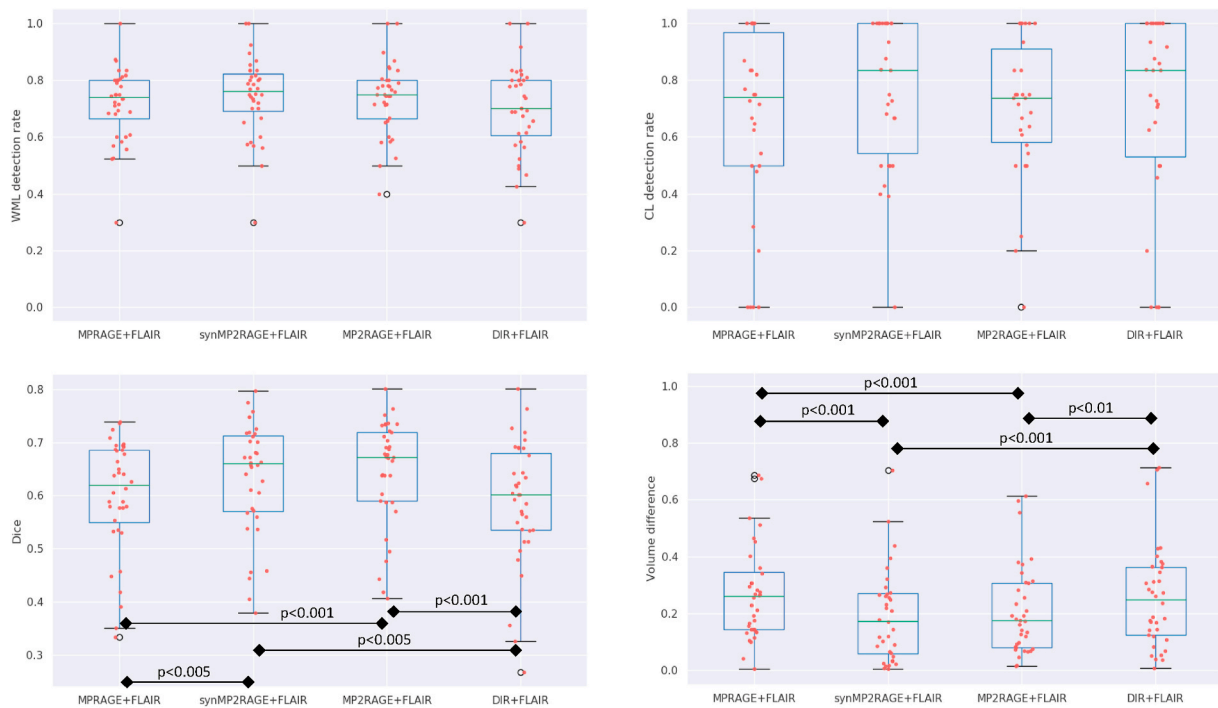 WML detection rate
1.0
0.8
0.6
0.4
0.2
0.0
MPRAGE+FLAIR synMP2RAGE+FLAIR MP2RAGE+FLAIR DIR+FLAIR
CL detection rate
1.0
0.8
0.6
0.4
0.2
0.0
MPRAGE+FLAIR synMP2RAGE+FLAIR MP2RAGE+FLAIR DIR+FLAIR
Dice
0.8
0.7
0.6
0.5
0.4
0.3
p<0.001
p<0.001
p<0.005
p<0.005
MPRAGE+FLAIR synMP2RAGE+FLAIR MP2RAGE+FLAIR DIR+FLAIR
Volume difference
1.0
0.8
0.6
0.4
0.2
0.0
p<0.001
p<0.001
p<0.01
p<0.001
MPRAGE+FLAIR synMP2RAGE+FLAIR MP2RAGE+FLAIR DIR+FLAIR